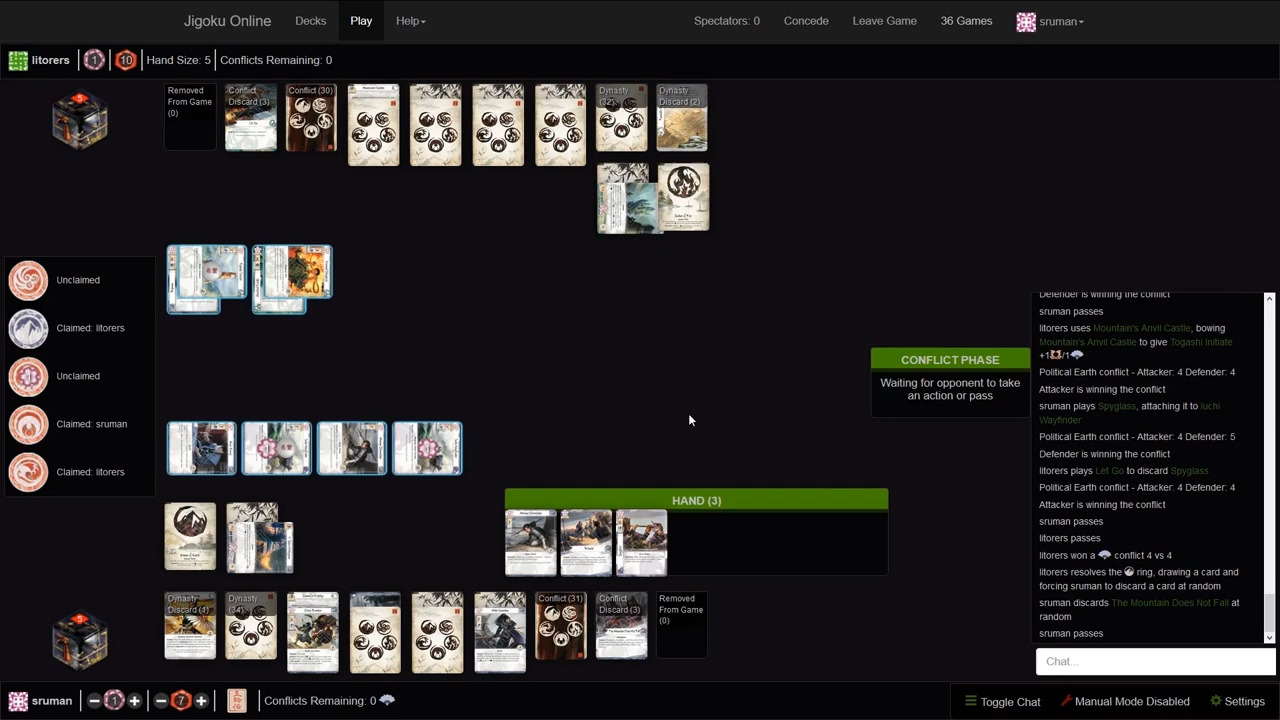 Jigoku Online
Decks
Play
Help
Spectators: 0
Concede
Leave Game
36 Games
sruman
litorers
1
10
Hand Size: 5
Conflicts Remaining: 0
Removed
From Game
(0)
Conflict
Discard (3)
Conflict (30)
Dynasty
(32)
Dynasty
Discard (2)
Unclaimed
Claimed: litorers
Unclaimed
Claimed: sruman
Claimed: litorers
CONFLICT PHASE
Waiting for opponent to take
an action or pass
Defender is winning the conflict
sruman passes
litorers uses Mountain's Anvil Castle, bowing
Mountain's Anvil Castle to give Togashi Initiate
+1/1
Political Earth conflict - Attacker: 4 Defender: 4
Attacker is winning the conflict
sruman plays Spyglass, attaching it to Iuchi
Wayfinder
Political Earth conflict - Attacker: 4 Defender: 5
Defender is winning the conflict
litorers plays Let Go to discard Spyglass
Political Earth conflict - Attacker: 4 Defender: 4
Attacker is winning the conflict
sruman passes
litorers passes
litorers won a conflict 4 vs 4
litorers resolves the ring, drawing a card and
forcing sruman to discard a card at random
sruman discards The Mountain Does Not Fall at
random
sruman passes
HAND (3)
Dynasty
Discard (4)
Dynasty
(34)
Conflict (31)
Conflict
Discard (3)
Removed
From Game
(0)
Chat...
sruman
1
7
Conflicts Remaining: 0
Toggle Chat
Manual Mode Disabled
Settings